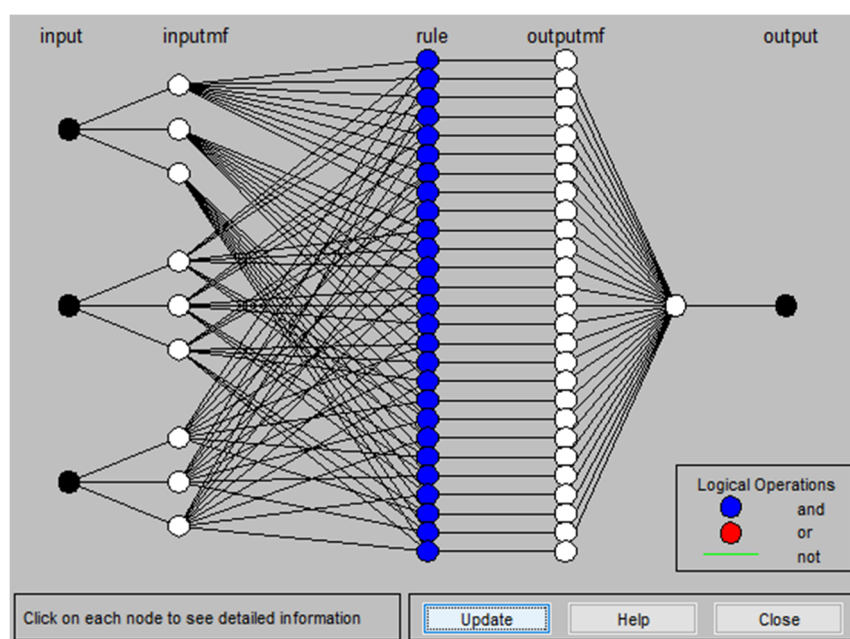 input inputmf rule outputmf output
Logical Operations
and
or
not
Click on each node to see detailed information
Update Help Close